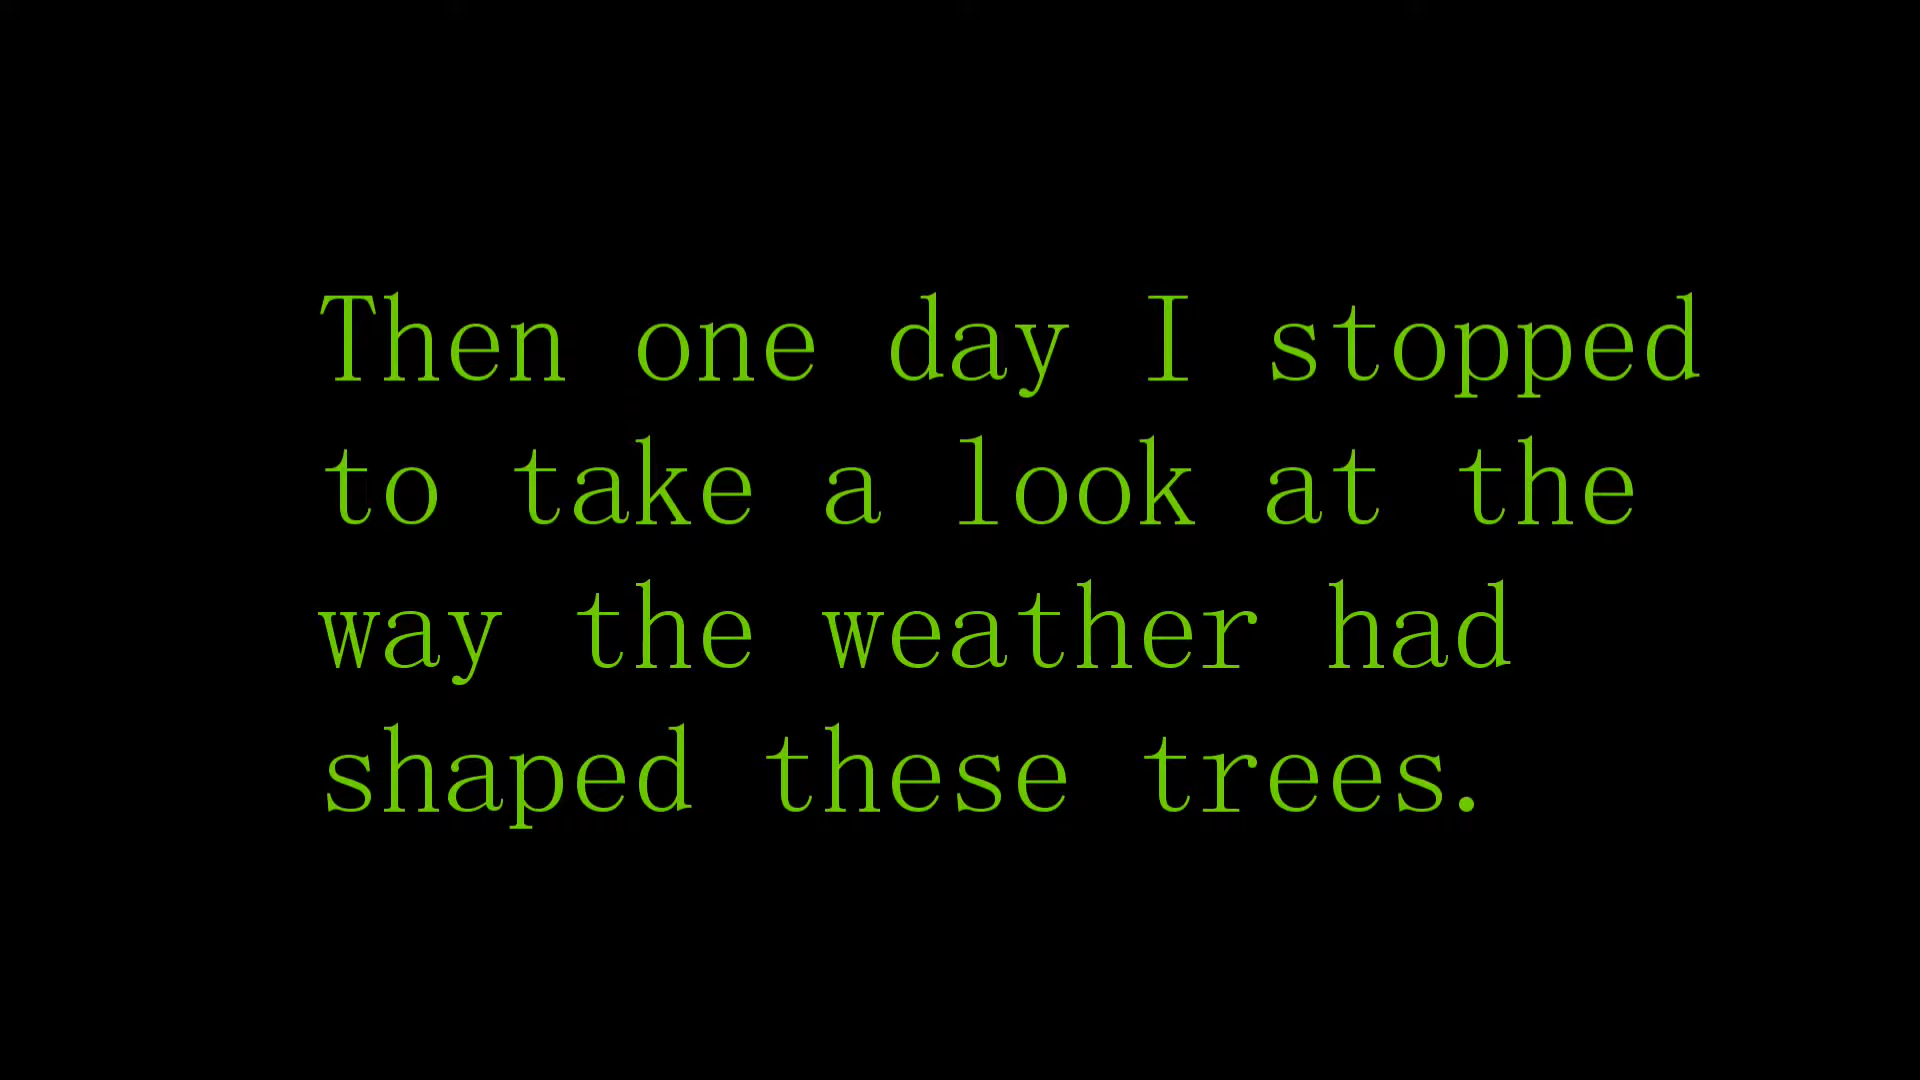 Then one day I stopped
to take a look at the
way the weather had
shaped these trees.